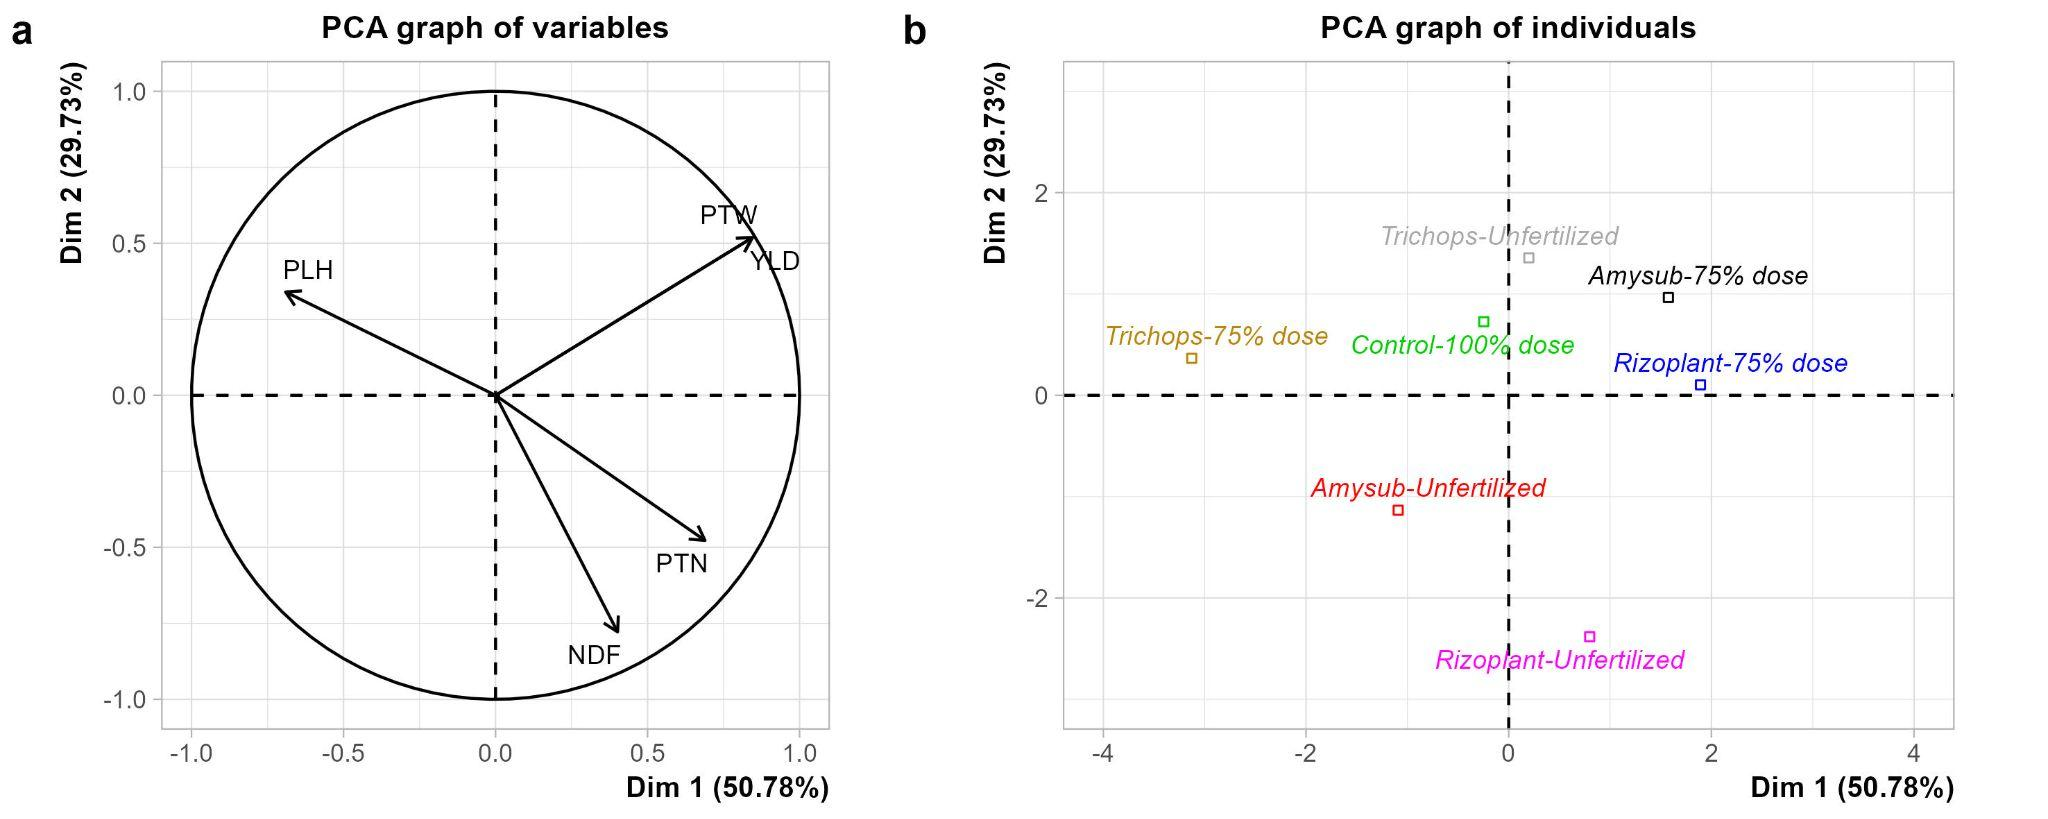 a
PCA graph of variables
Dim 2 (29.73%)
1.0
0.5
0.0
-0.5
-1.0
PTW
YLD
PLH
PTN
NDF
-1.0
-0.5
0.0
0.5
1.0
Dim 1 (50.78%)
b
PCA graph of individuals
Dim 2 (29.73%)
2
0
-2
Trichops-Unfertilized
Amysub-75% dose
Trichops-75% dose
Control-100% dose
Rizoplant-75% dose
Amysub-Unfertilized
Rizoplant-Unfertilized
-4
-2
0
2
4
Dim 1 (50.78%)